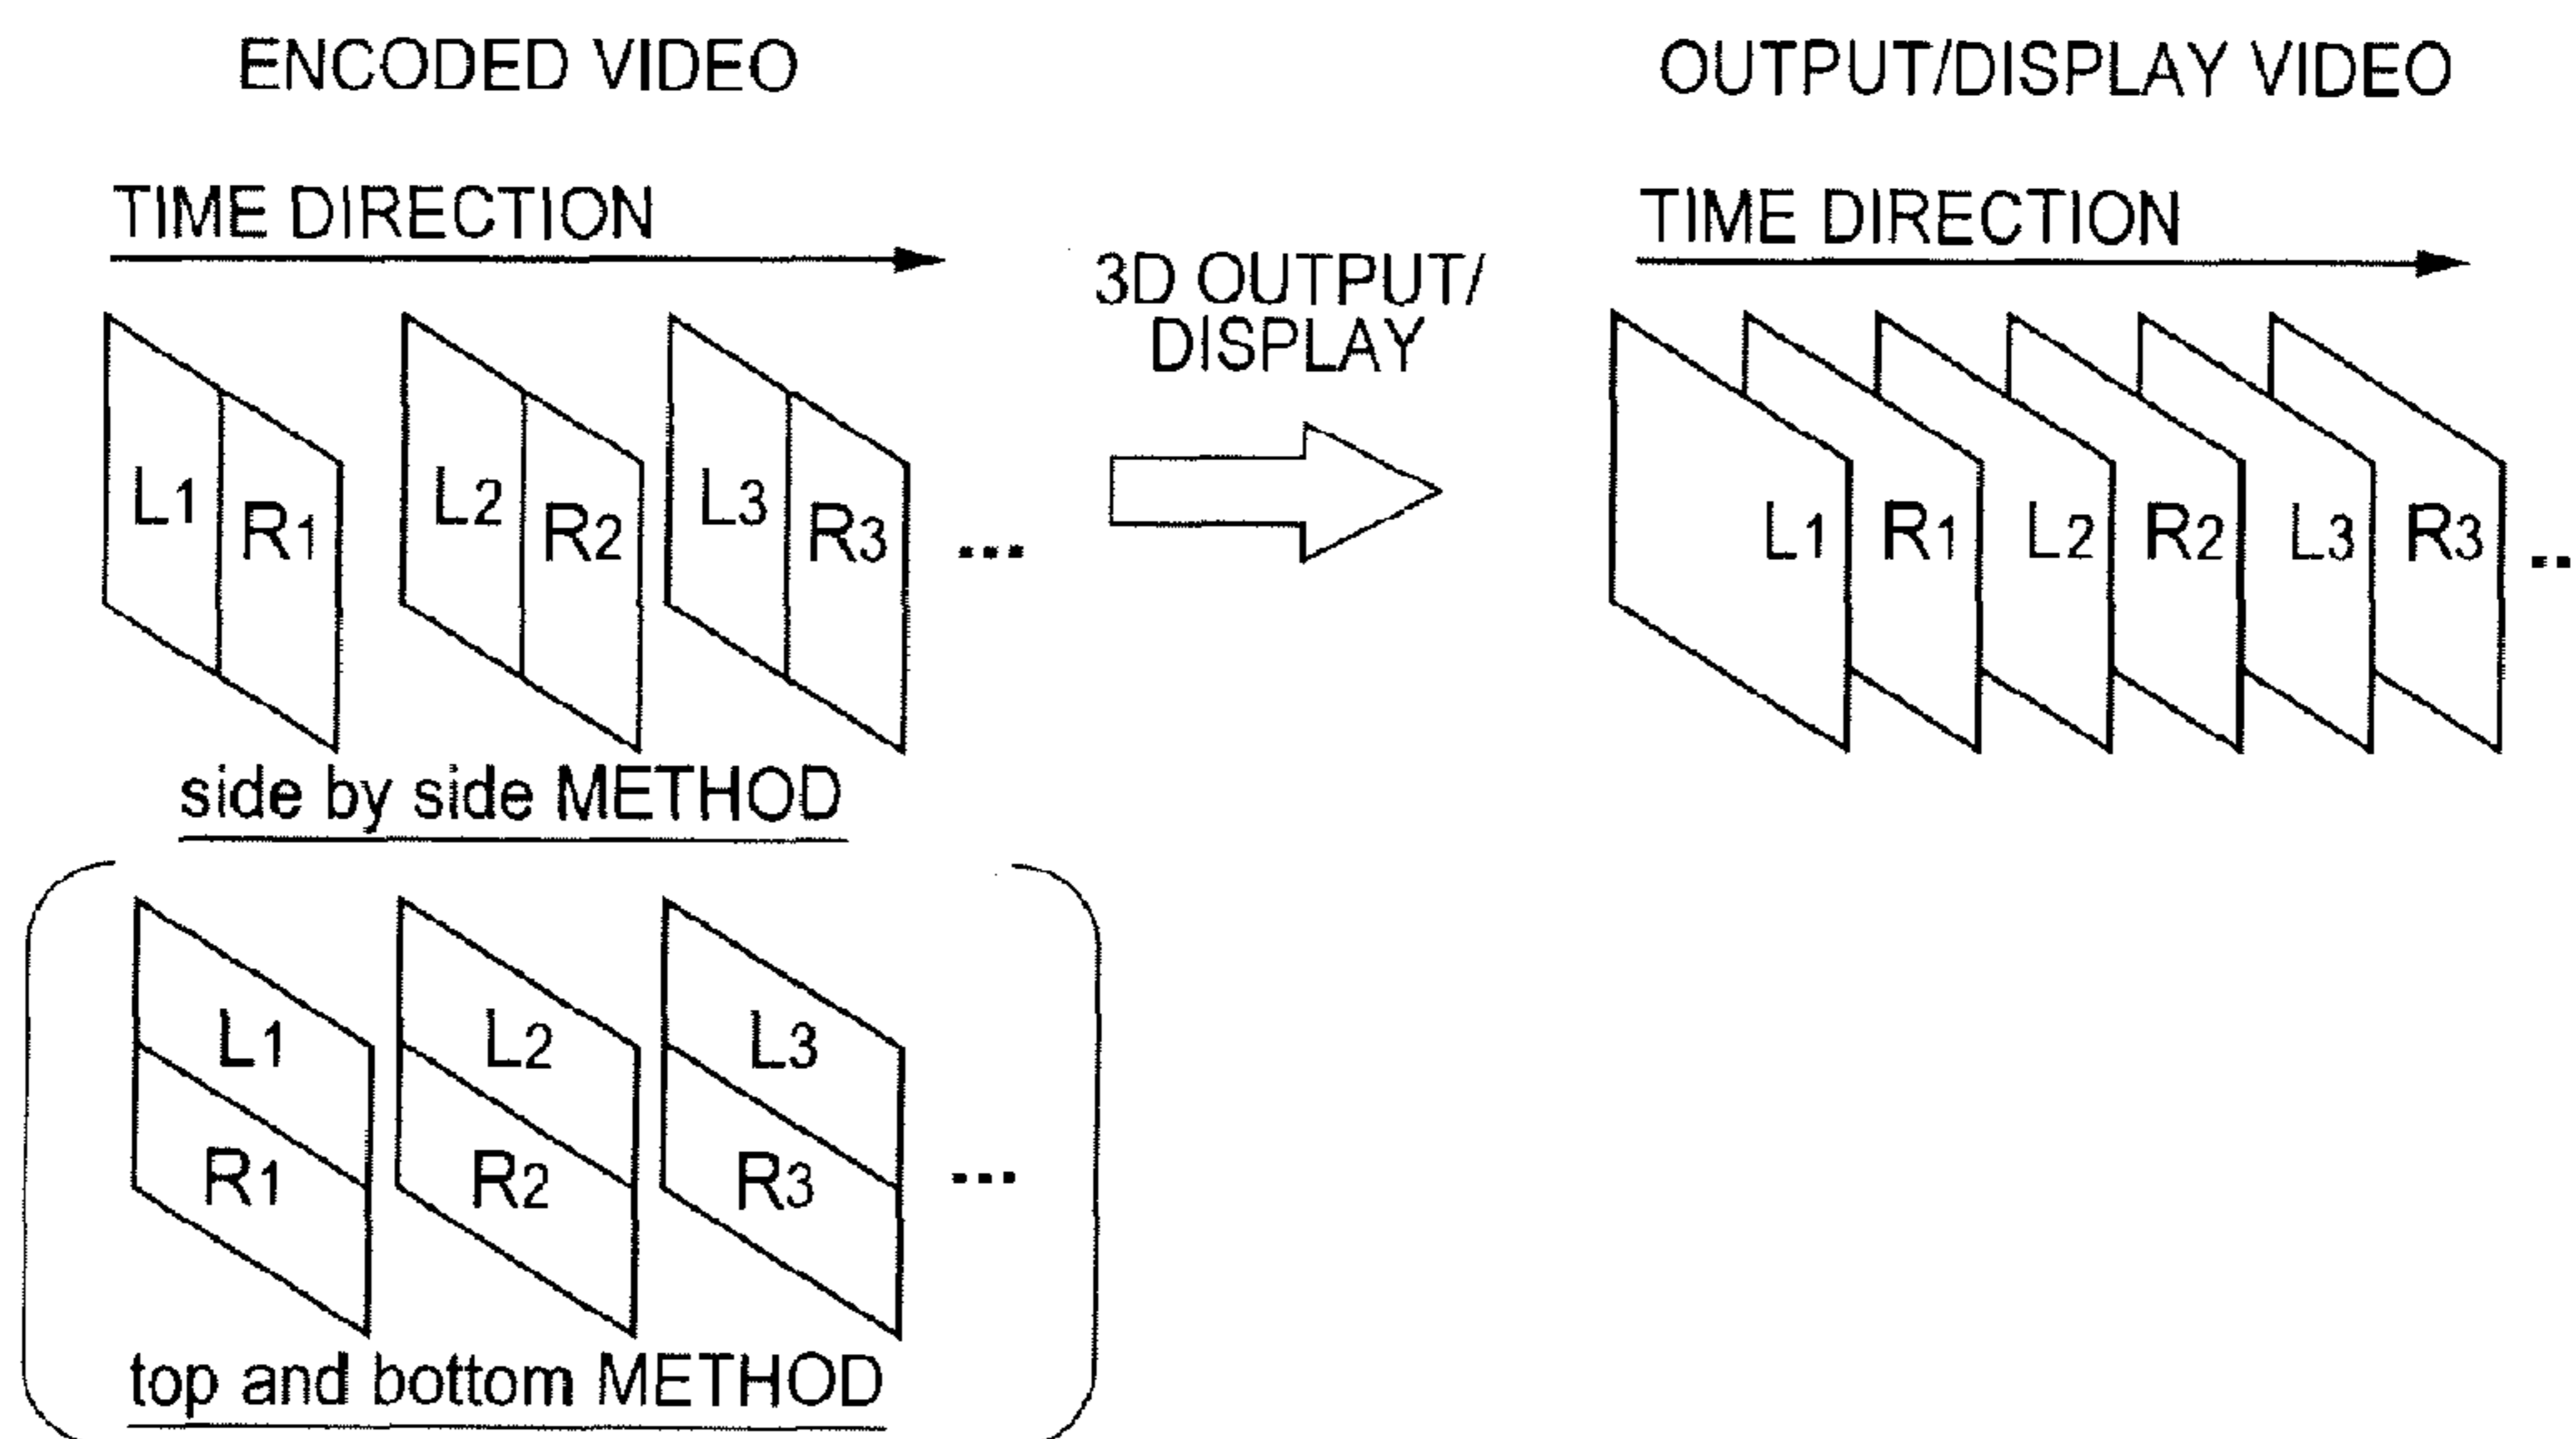 ENCODED VIDEO
TIME DIRECTION
L1 R1 L2 R2 L3 R3 ...
side by side METHOD
L1 L2 L3
R1 R2 R3 ...
top and bottom METHOD
3D OUTPUT/
DISPLAY
OUTPUT/DISPLAY VIDEO
TIME DIRECTION
L1 R1 L2 R2 L3 R3 ..